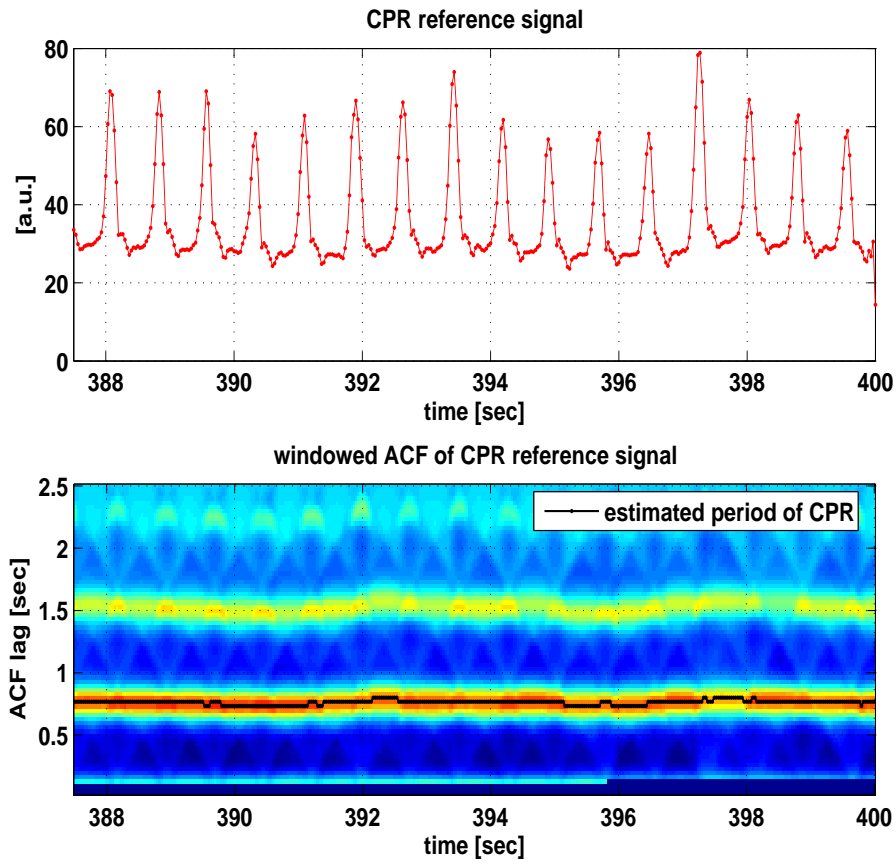 CPR reference signal
80
60
40
20
0
[a.u.]
388 390 392 394 396 398 400
time [sec]
windowed ACF of CPR reference signal
2.5
2
1.5
1
0.5
ACF lag [sec]
estimated period of CPR
388 390 392 394 396 398 400
time [sec]